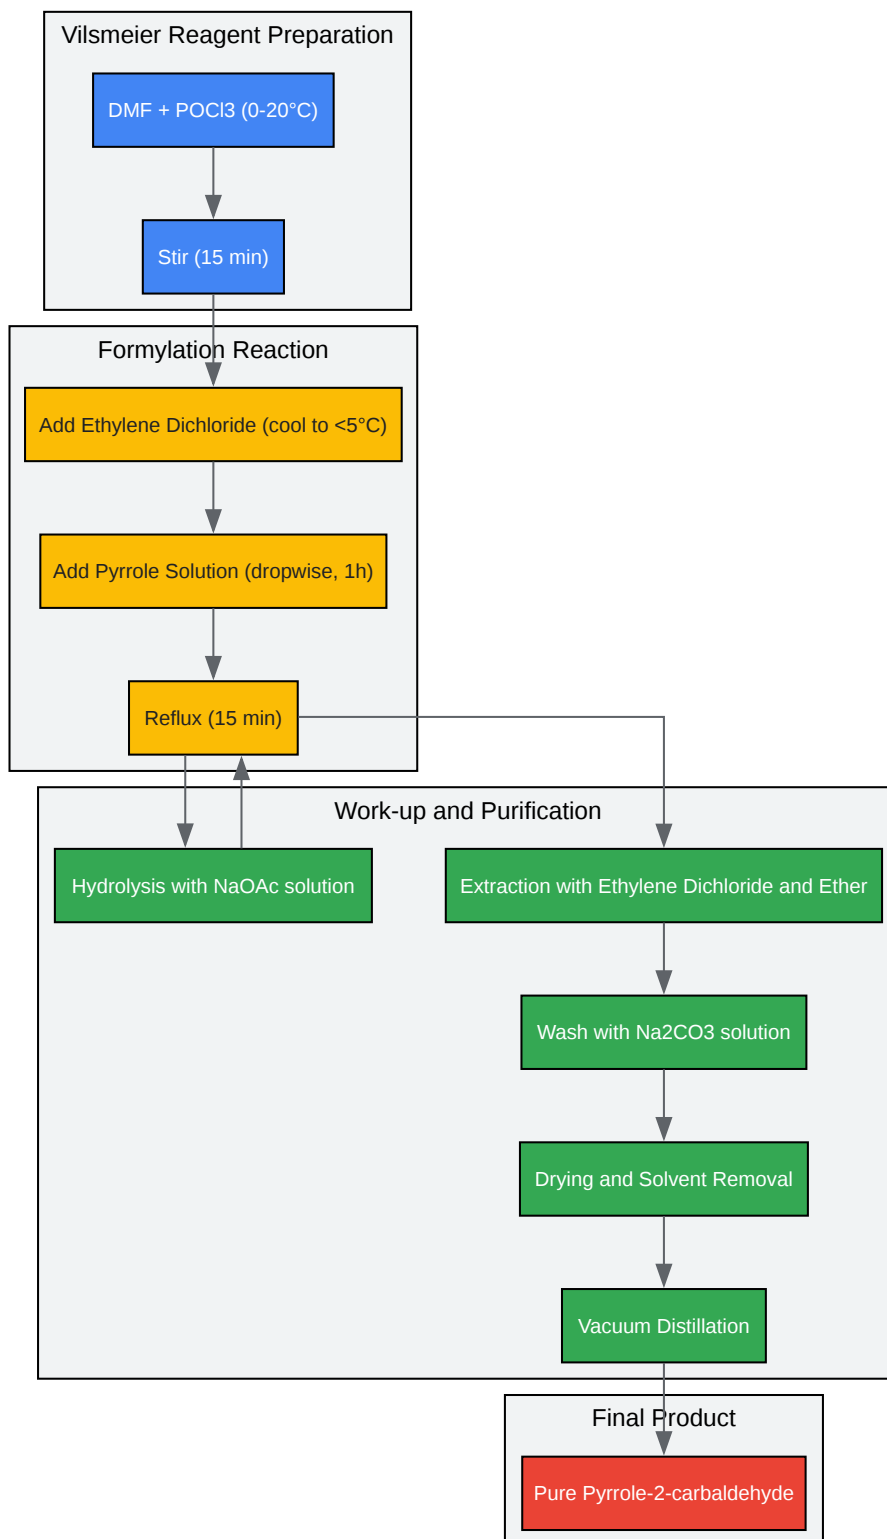 Vilsmeier Reagent Preparation
DMF + POCl3 (0-20°C)
Stir (15 min)
Formylation Reaction
Add Ethylene Dichloride (cool to <5°C)
Add Pyrrole Solution (dropwise, 1h)
Reflux (15 min)
Work-up and Purification
Hydrolysis with NaOAc solution
Extraction with Ethylene Dichloride and Ether
Wash with Na2CO3 solution
Drying and Solvent Removal
Vacuum Distillation
Final Product
Pure Pyrrole-2-carbaldehyde